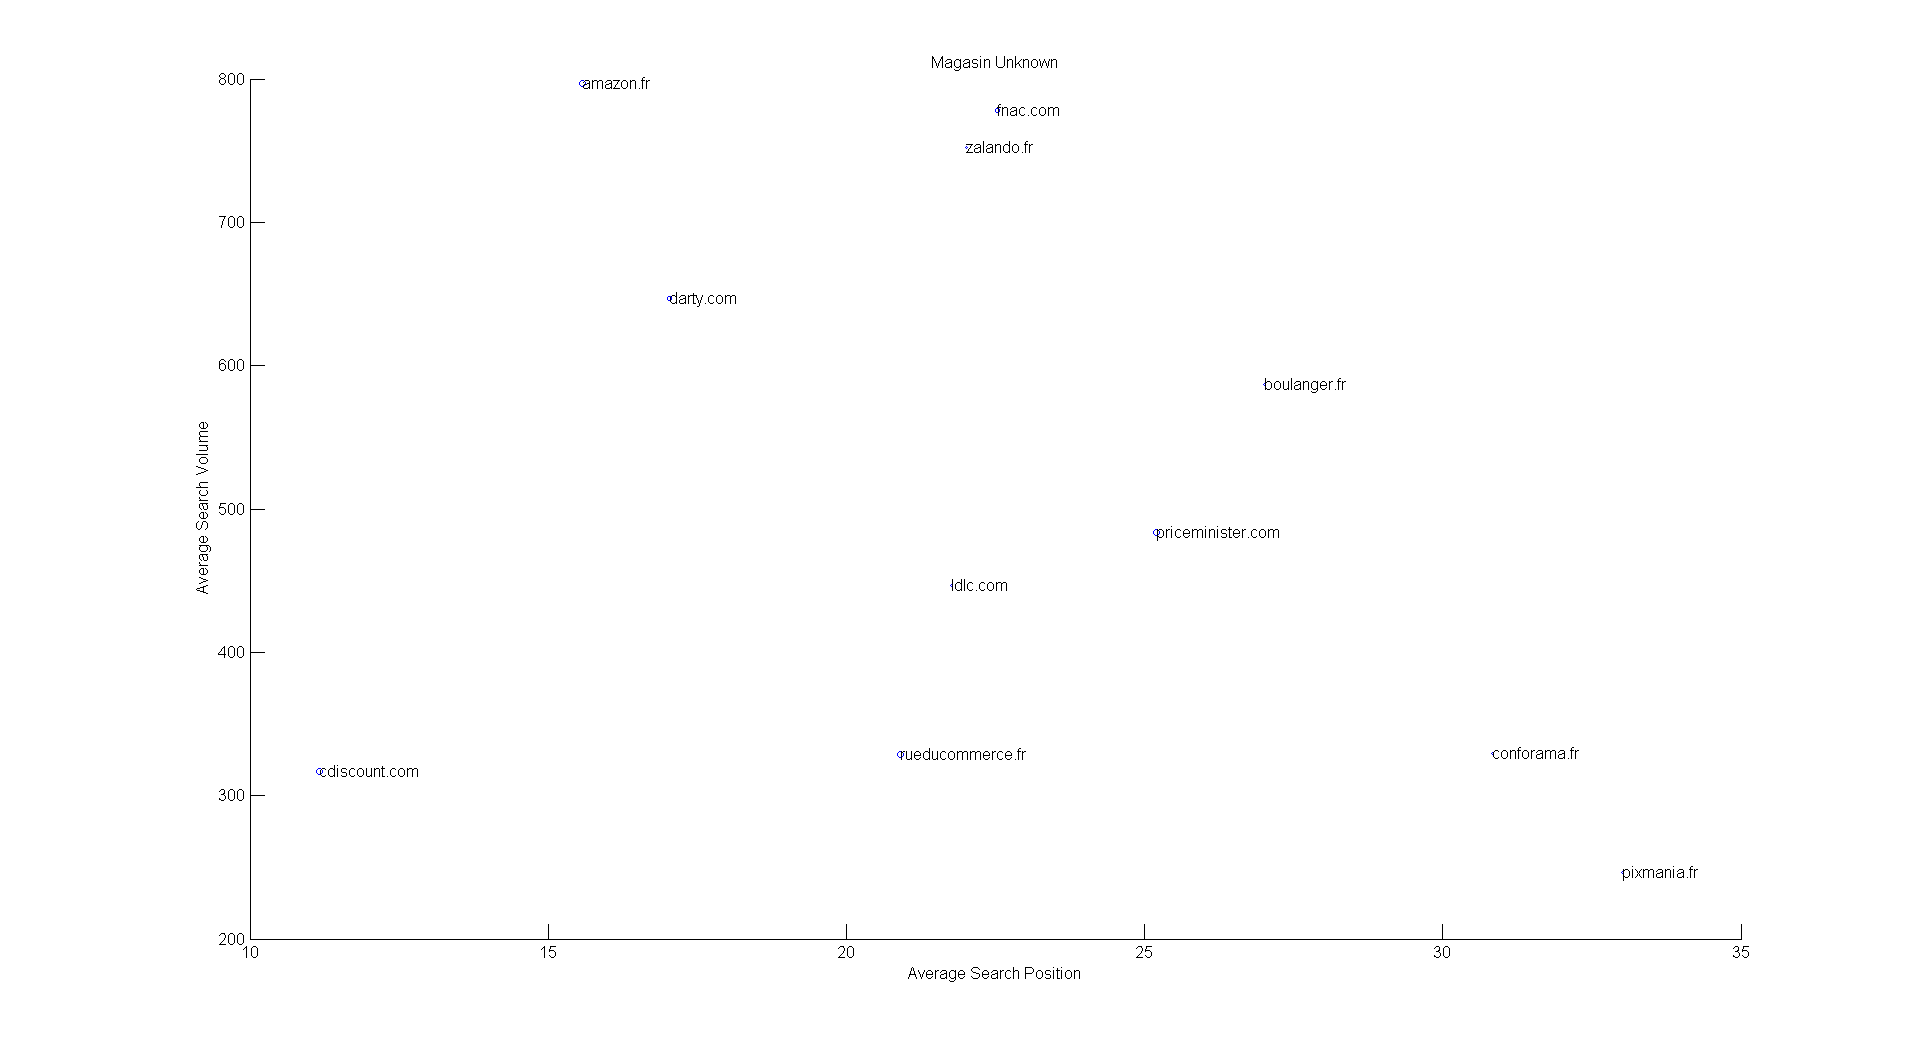 Magasin Unknown
800
amazon.fr
fnac.com
zalando.fr
700
darty.com
600
boulanger.fr
Average Search Volume
500
priceminister.com
ldlc.com
400
rueducommerce.fr
conforama.fr
cdiscount.com
300
pixmania.fr
200
10 15 20 25 30 35
Average Search Position